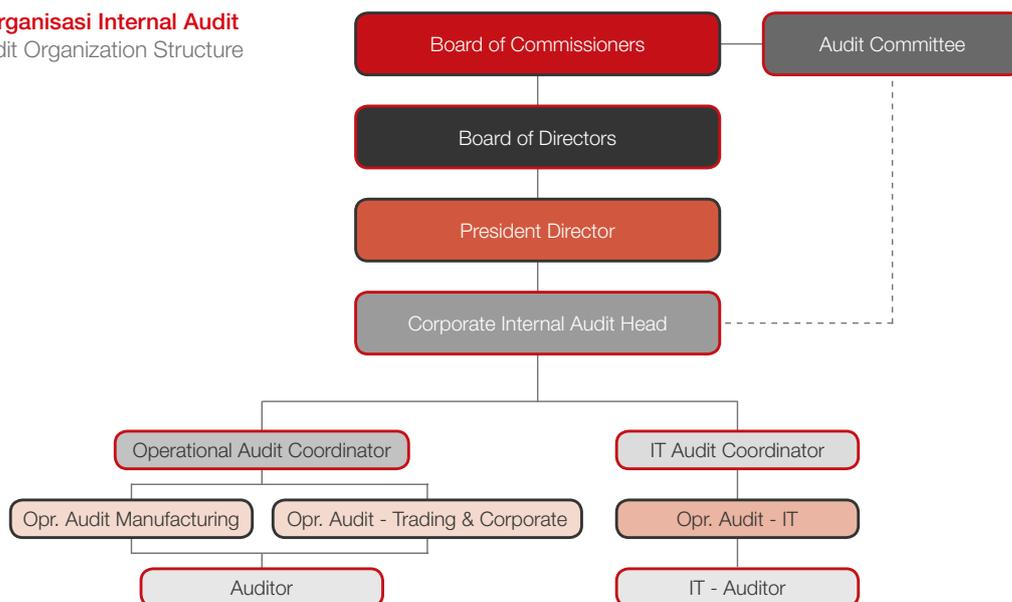 rganisasi Internal Audit
dit Organization Structure
Board of Commissioners
Audit Committee
Board of Directors
President Director
Corporate Internal Audit Head
Operational Audit Coordinator
IT Audit Coordinator
Opr. Audit Manufacturing
Opr. Audit - Trading & Corporate
Opr. Audit - IT
Auditor
IT - Auditor